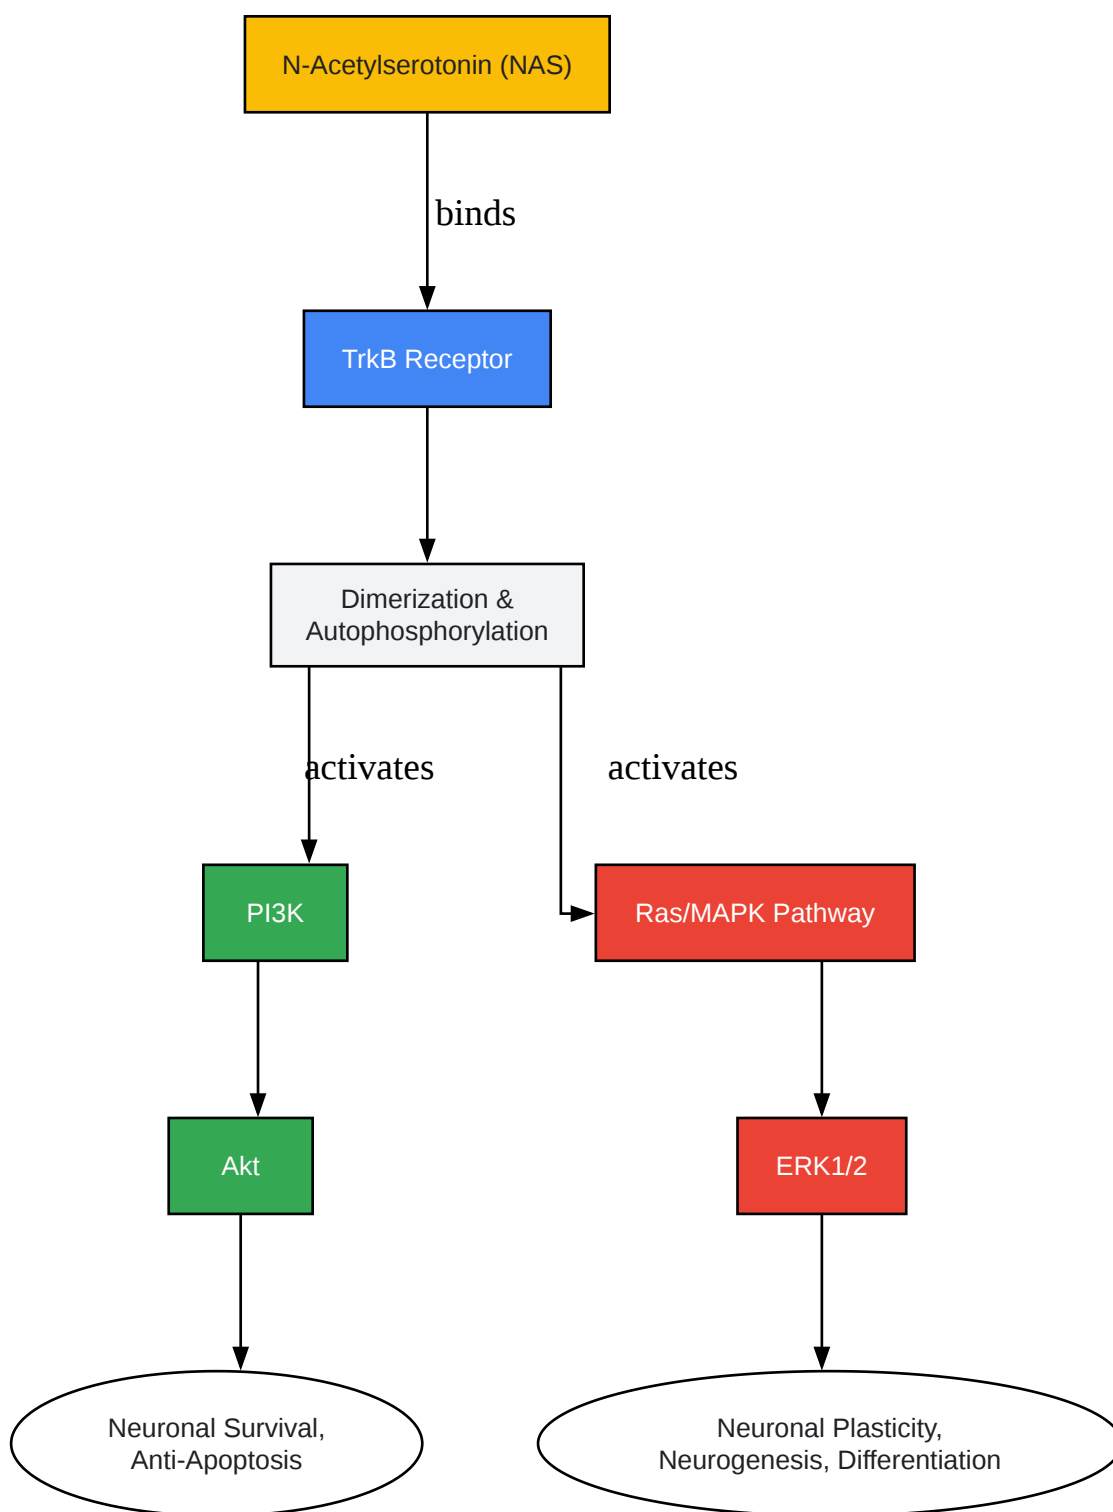 N-Acetylserotonin (NAS)
binds
TrkB Receptor
Dimerization &
Autophosphorylation
activates
activates
PI3K
Ras/MAPK Pathway
Akt
ERK1/2
Neuronal Survival,
Anti-Apoptosis
Neuronal Plasticity,
Neurogenesis, Differentiation